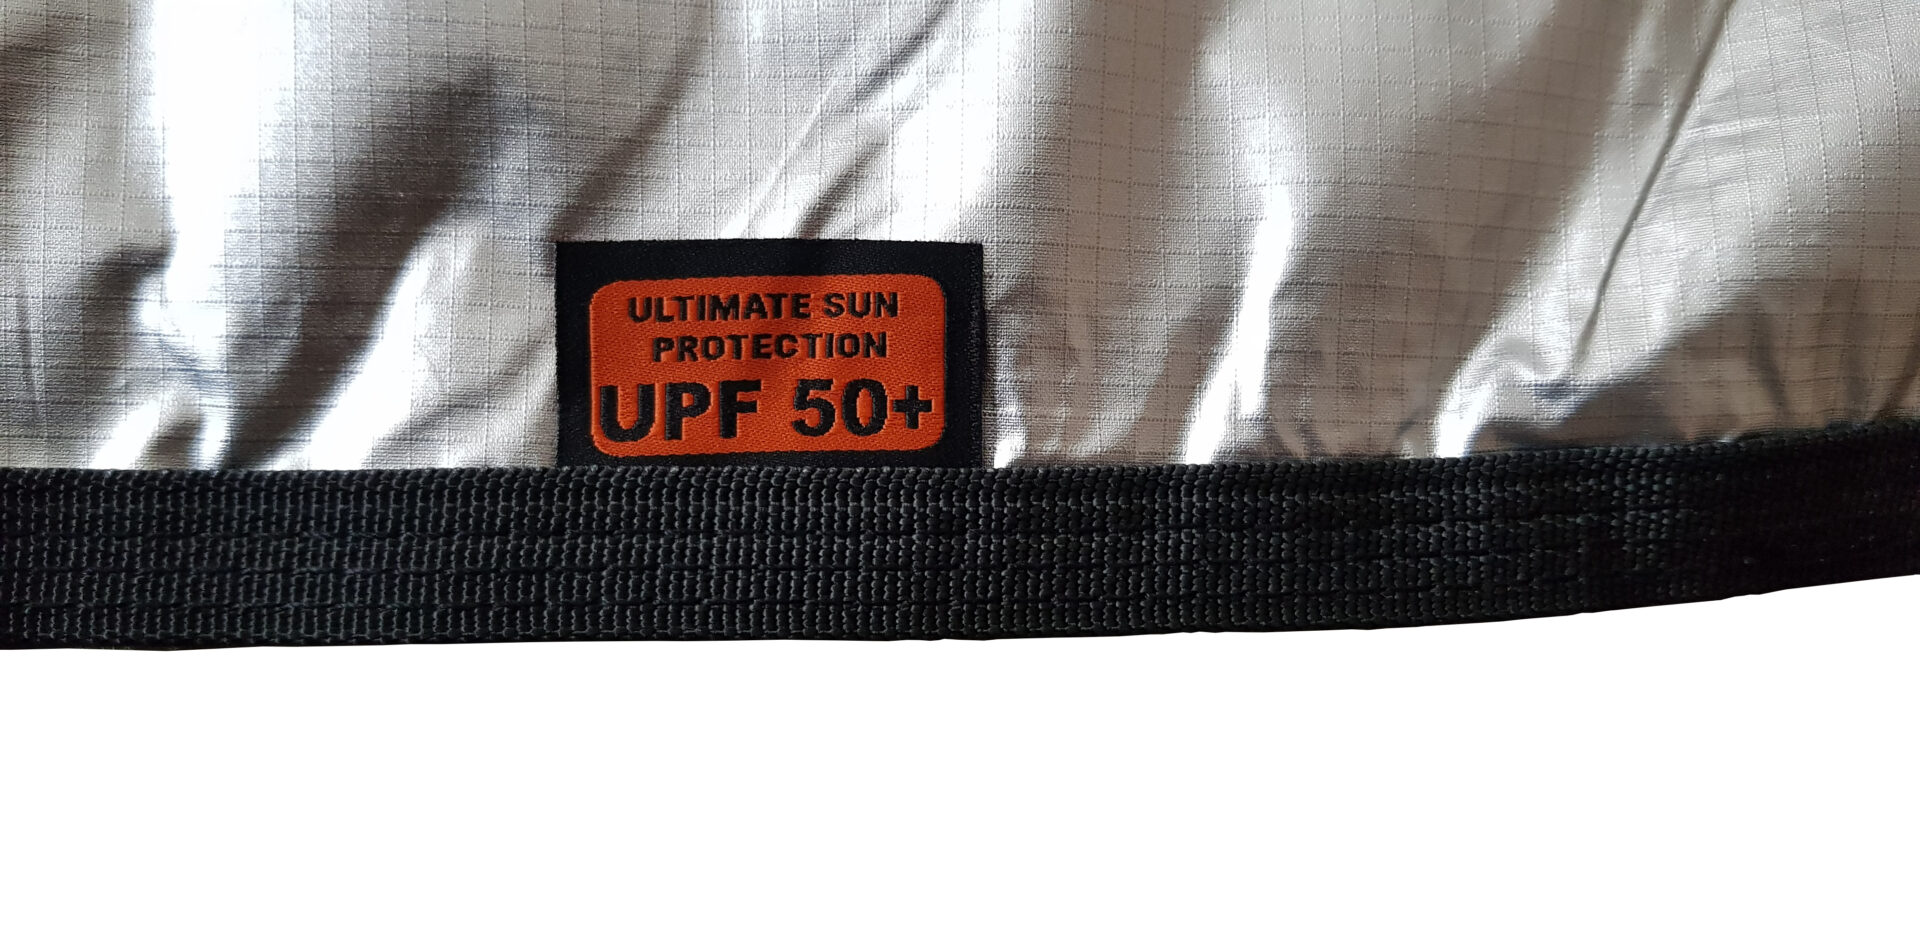 ULTIMATE SUN
PROTECTION
UPF 50+